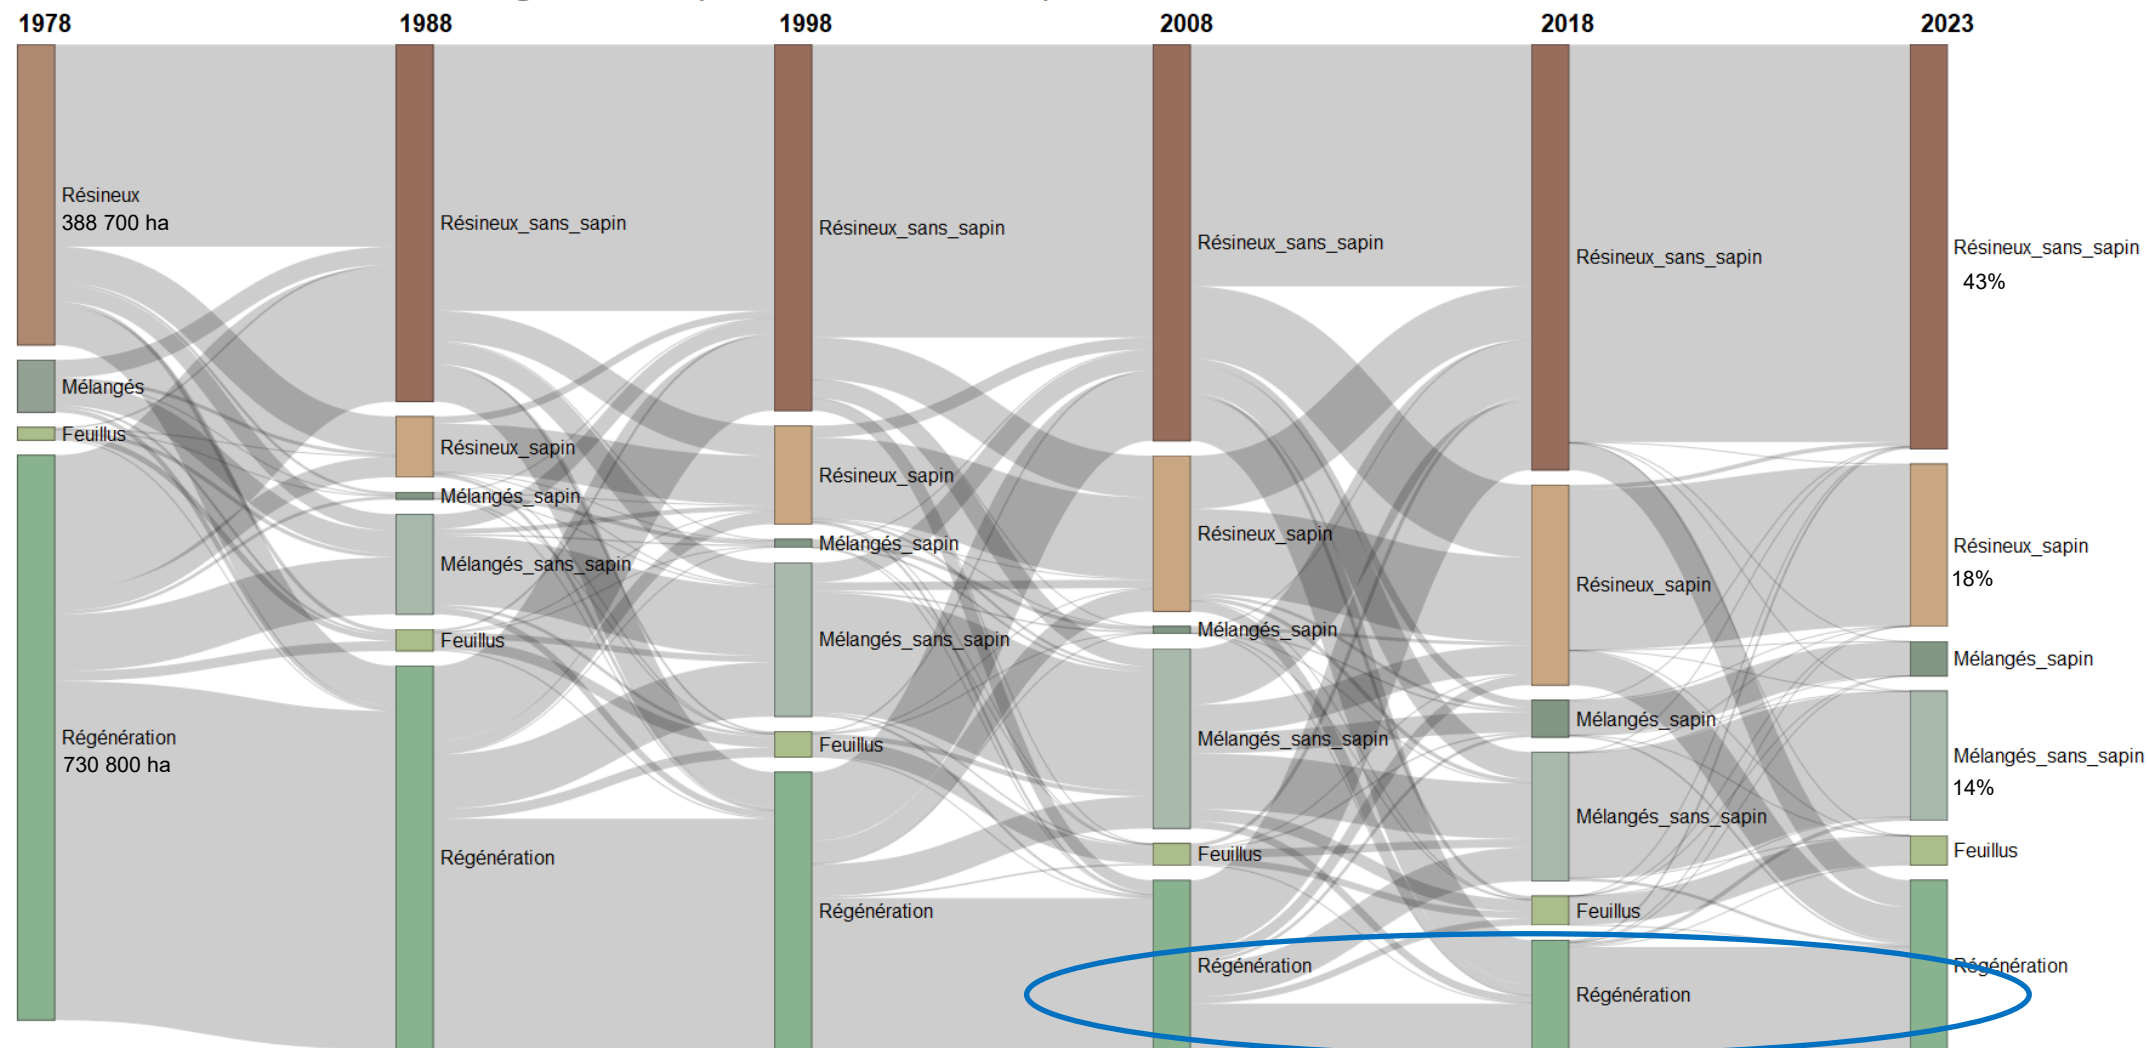 1978
1988
1998
2008
2018
2023
Résineux
388 700 ha
Mélangés
Feuillus
Régénération
730 800 ha
Résineux_sans_sapin
Résineux_sapin
Mélangés_sapin
Mélangés_sans_sapin
Feuillus
Régénération
Résineux_sans_sapin
Résineux_sapin
Mélangés_sapin
Mélangés_sans_sapin
Feuillus
Régénération
Résineux_sans_sapin
Résineux_sapin
Mélangés_sapin
Mélangés_sans_sapin
Feuillus
Régénération
Résineux_sans_sapin
Résineux_sapin
Mélangés_sapin
Mélangés_sans_sapin
Feuillus
Régénération
Résineux_sans_sapin
43%
Résineux_sapin
18%
Mélangés_sapin
Mélangés_sans_sapin
14%
Feuillus
Régénération